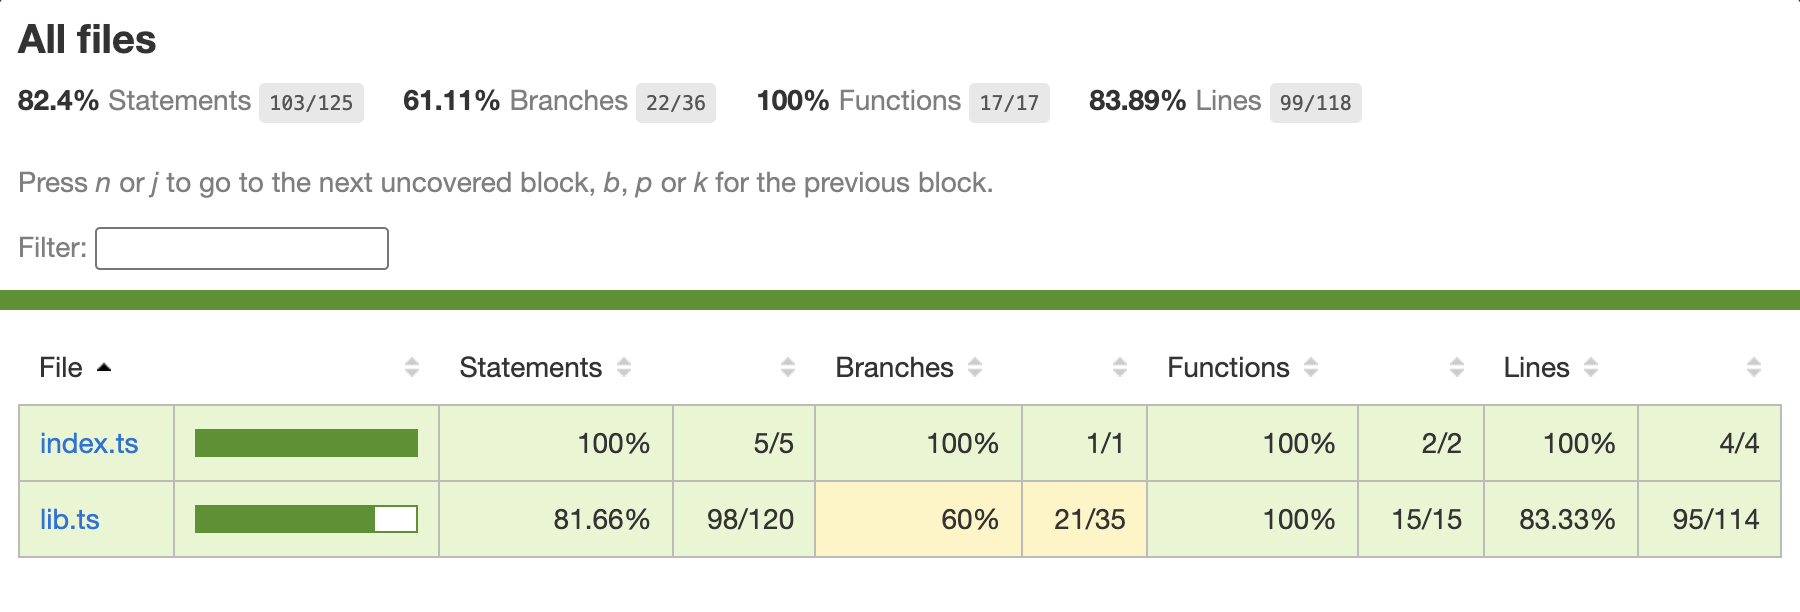 All files
82.4% Statements 103/125 61.11% Branches 22/36 100% Functions 17/17 83.89% Lines 99/118
Press n or j to go to the next uncovered block, b, p or k for the previous block.
Filter:
File Statements Branches Functions Lines
index.ts 100% 5/5 100% 1/1 100% 2/2 100% 4/4
lib.ts 81.66% 98/120 60% 21/35 100% 15/15 83.33% 95/114